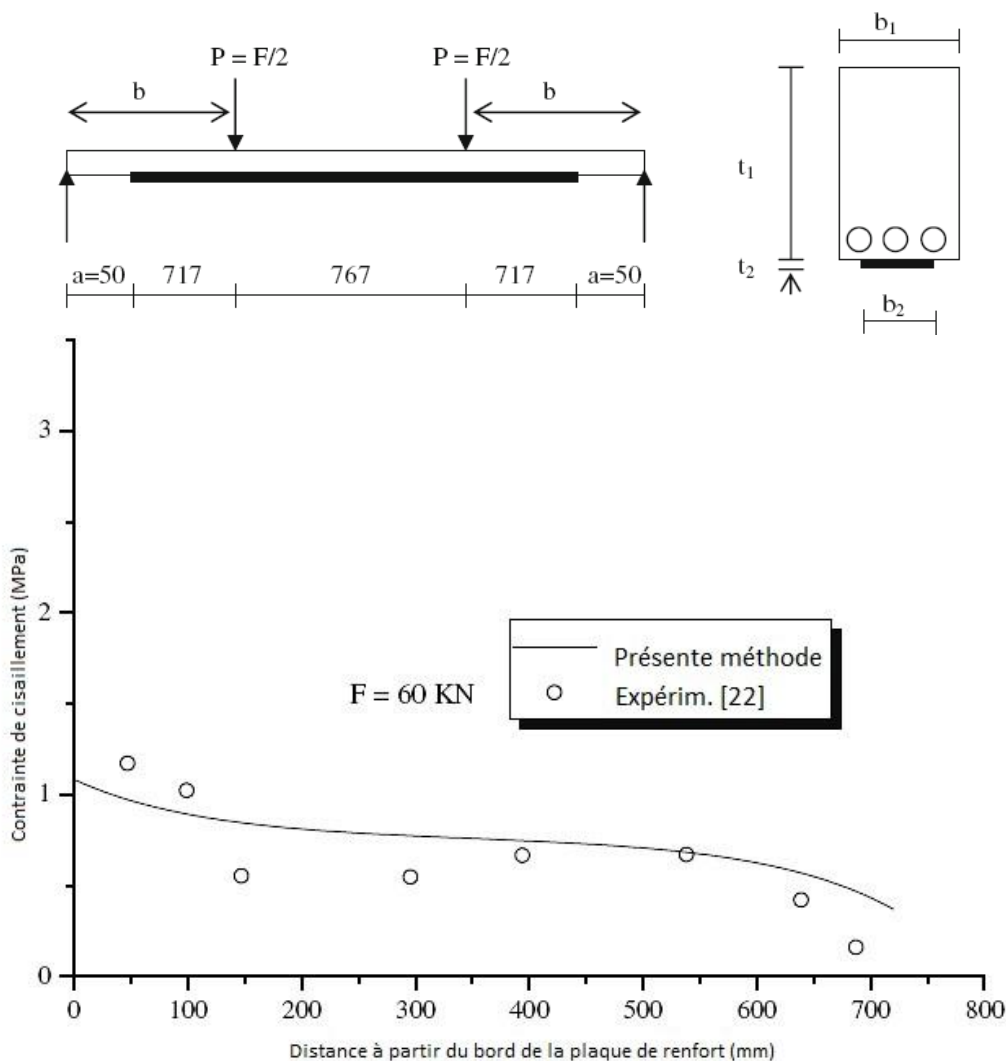 b₁
P = F/2 P = F/2
b b
t₁
t₂
a=50 717 767 717 a=50
b₂
3
2
1
0
Contrainte de cisaillement (MPa)
Présente méthode
F = 60 KN Expérim. [22]
0 100 200 300 400 500 600 700 800
Distance à partir du bord de la plaque de renfort (mm)